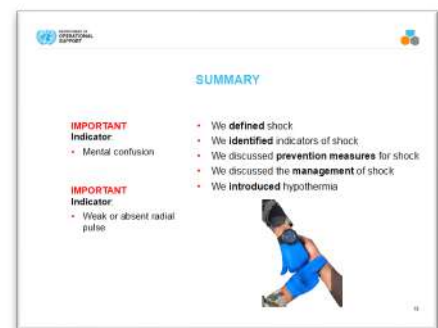 DEPARTMENT OF
OPERATIONAL
SUPPORT
SUMMARY
IMPORTANT
Indicator:
• Mental confusion
IMPORTANT
Indicator:
• Weak or absent radial
pulse
• We defined shock
• We identified indicators of shock
• We discussed prevention measures for shock
• We discussed the management of shock
• We introduced hypothermia